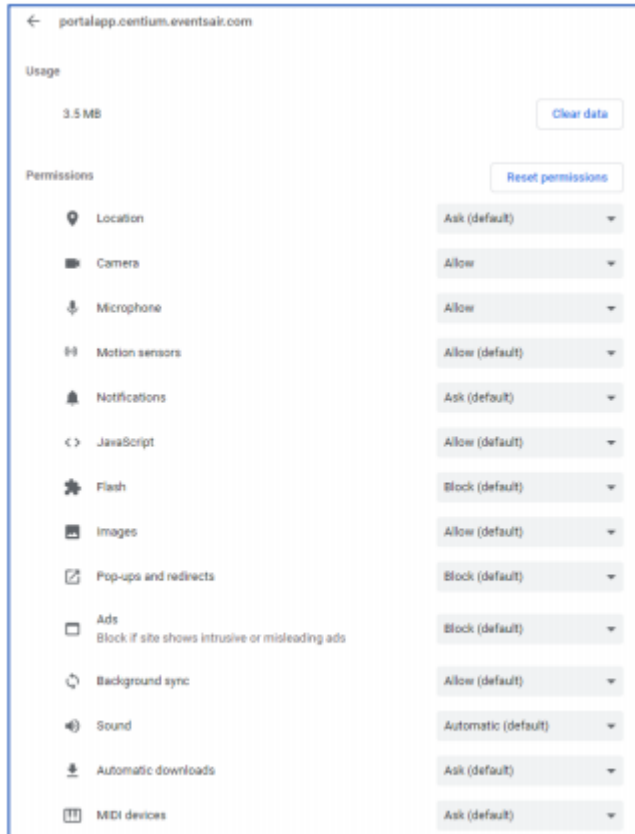 portalapp.centium.eventsair.com
Usage
3.5 MB Clear data
Permissions Reset permissions
Location Ask (default)
Camera Allow
Microphone Allow
Motion sensors Allow (default)
Notifications Ask (default)
JavaScript Allow (default)
Flash Block (default)
Images Allow (default)
Pop-ups and redirects Block (default)
Ads
Block if site shows intrusive or misleading ads Block (default)
Background sync Allow (default)
Sound Automatic (default)
Automatic downloads Ask (default)
MIDI devices Ask (default)